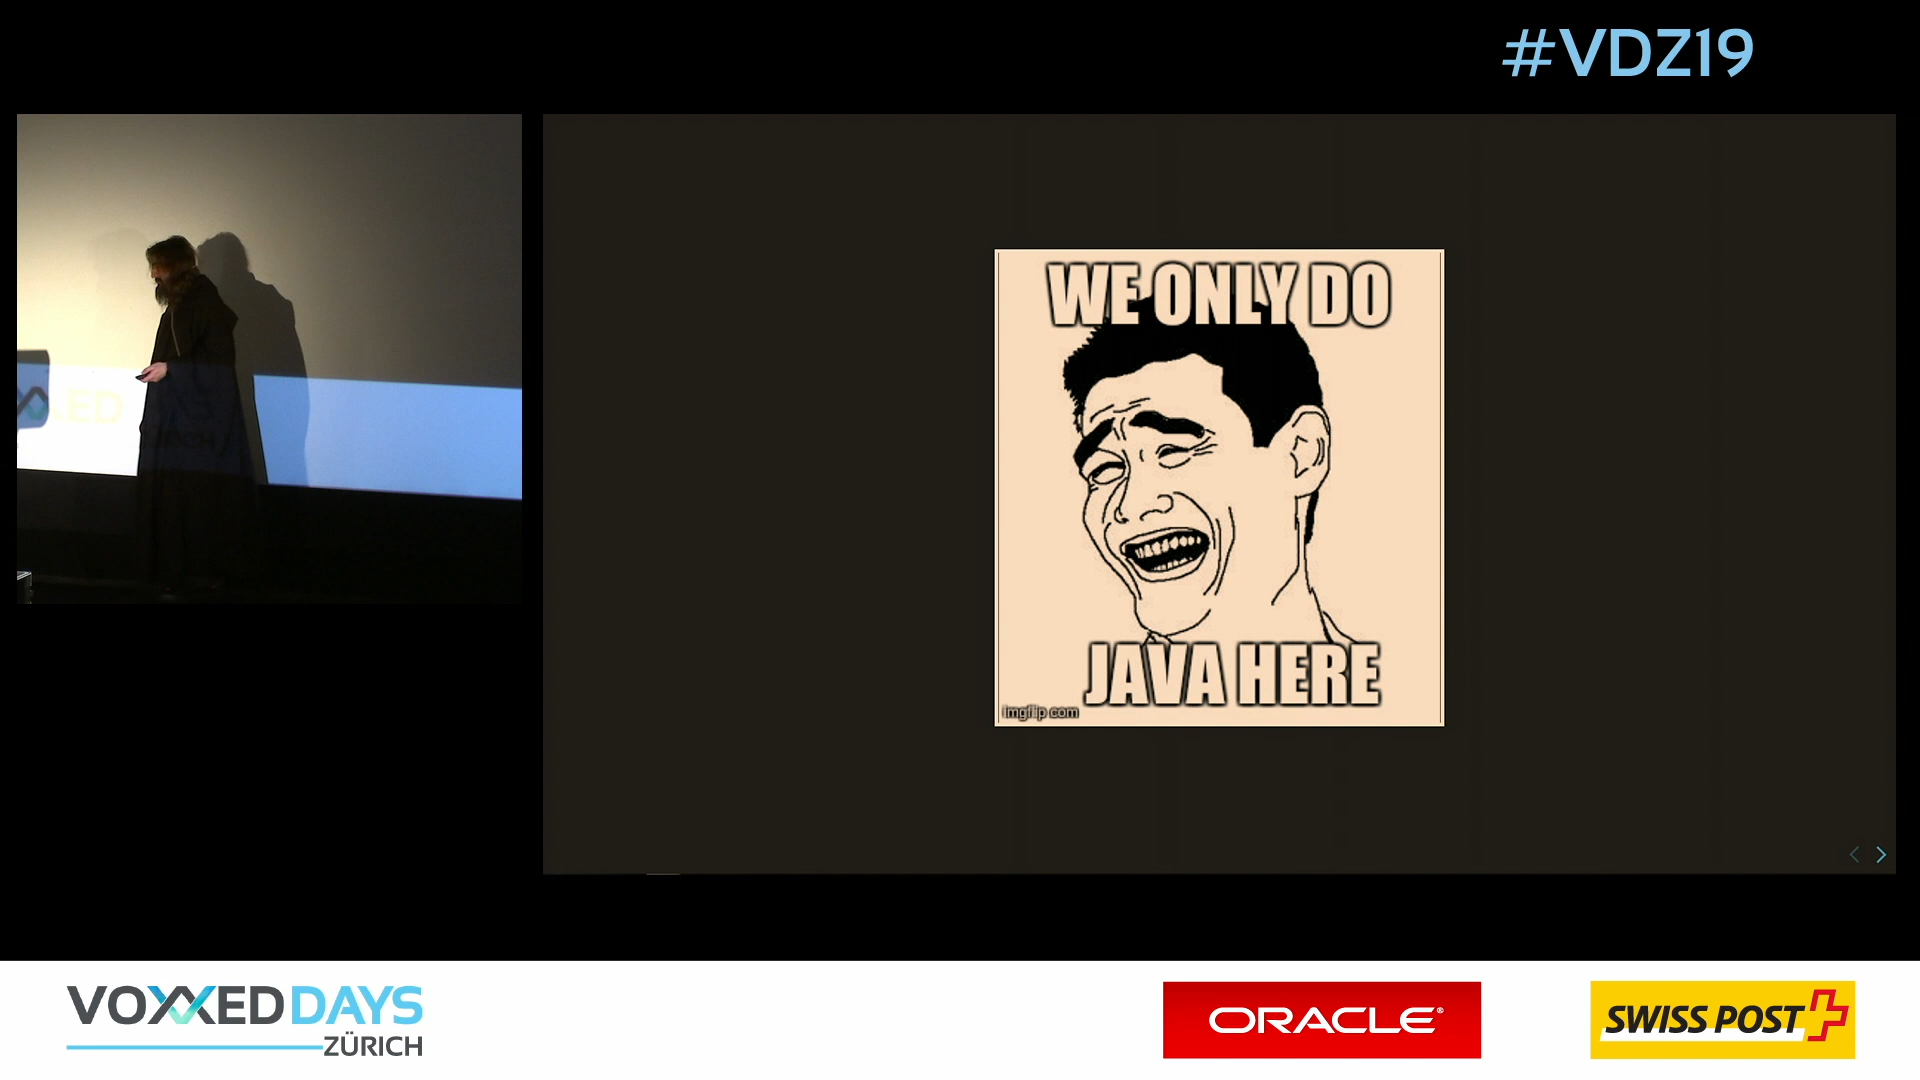 #VDZ19
WE ONLY DO
JAVA HERE
imgflip.com
VOXXED DAYS
ZÜRICH
ORACLE®
SWISS POST